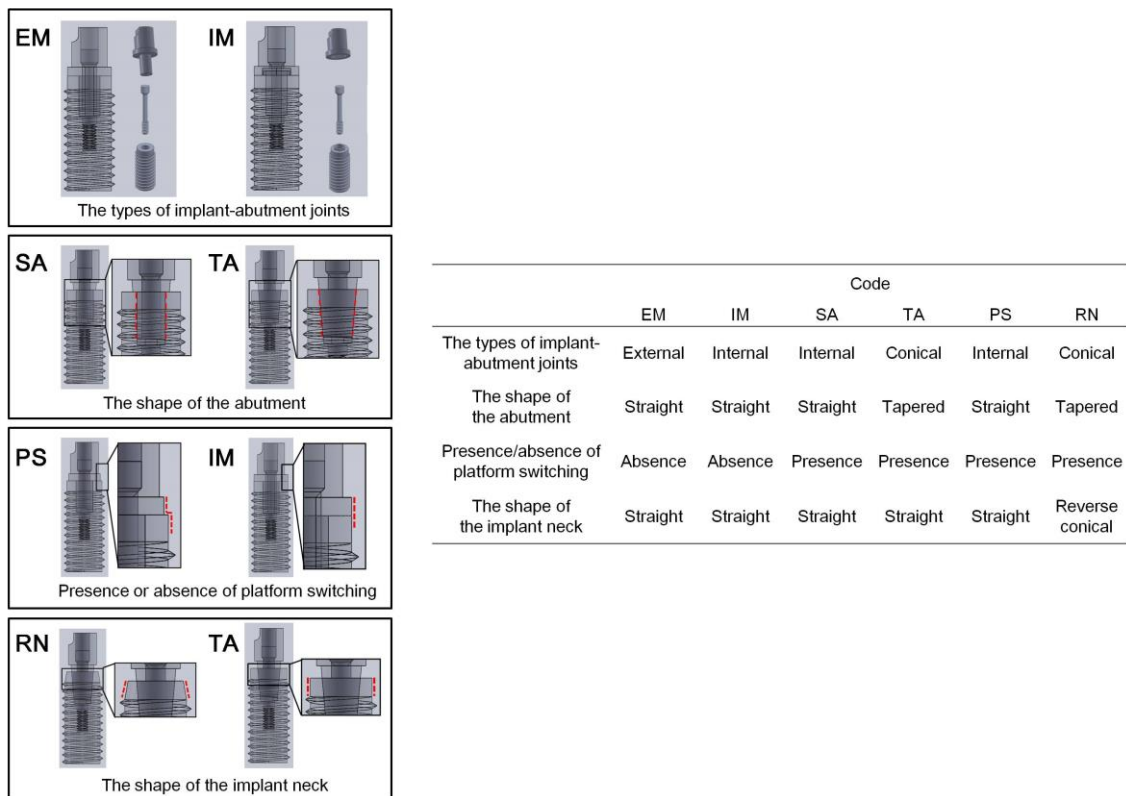 EM IM
The types of implant-abutment joints
SA TA
The shape of the abutment
PS IM
Presence or absence of platform switching
RN TA
The shape of the implant neck
Code
EM IM SA TA PS RN
The types of implant-
abutment joints External Internal Internal Conical Internal Conical
The shape of
the abutment Straight Straight Straight Tapered Straight Tapered
Presence/absence of
platform switching Absence Absence Presence Presence Presence Presence
The shape of
the implant neck Straight Straight Straight Straight Straight Reverse
conical